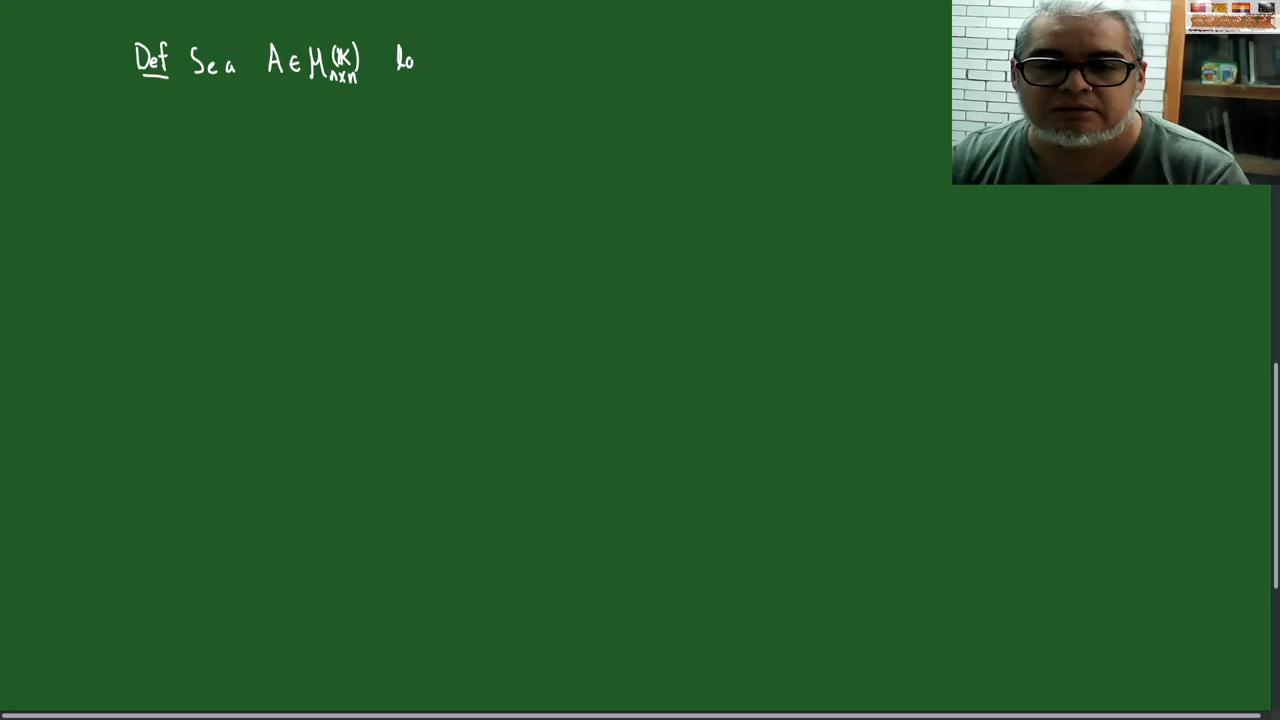 Def Sea A ∈ M_{n×n}(K) lo